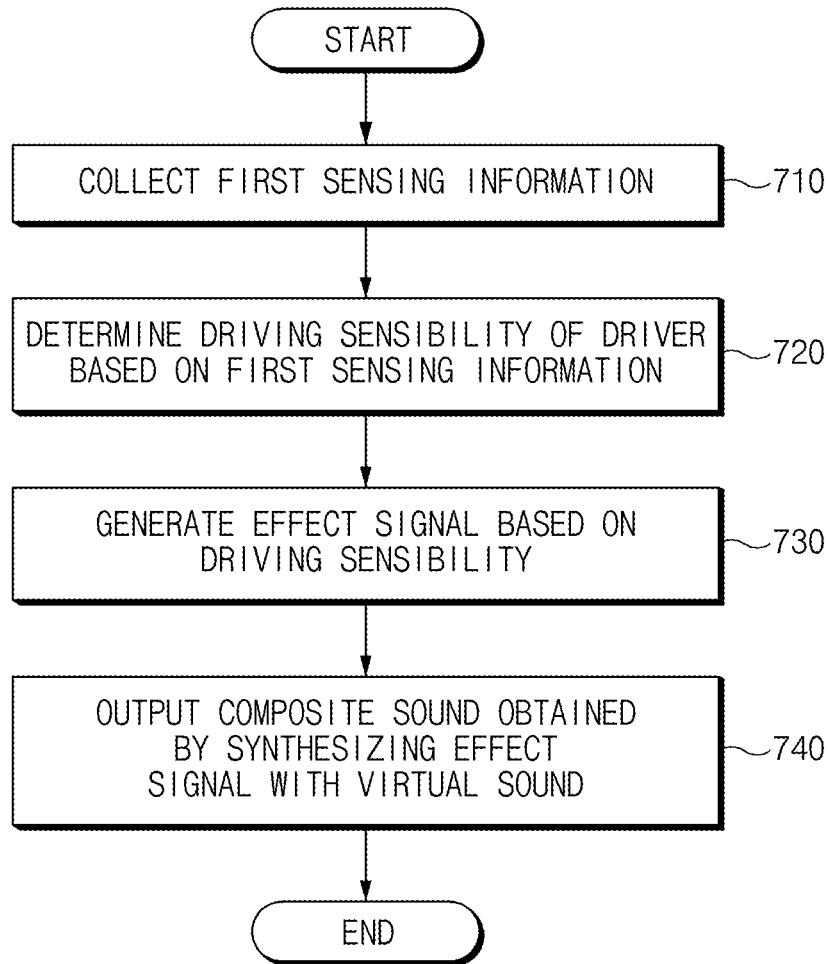 START
COLLECT FIRST SENSING INFORMATION
710
DETERMINE DRIVING SENSIBILITY OF DRIVER
BASED ON FIRST SENSING INFORMATION
720
GENERATE EFFECT SIGNAL BASED ON
DRIVING SENSIBILITY
730
OUTPUT COMPOSITE SOUND OBTAINED
BY SYNTHESIZING EFFECT
SIGNAL WITH VIRTUAL SOUND
740
END